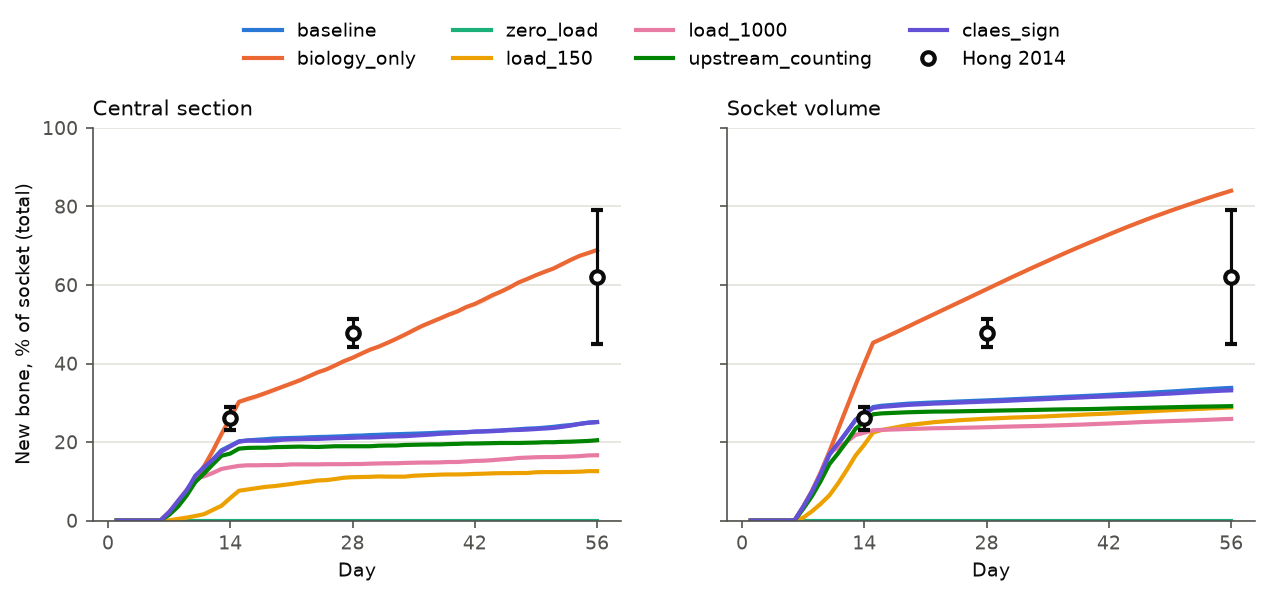 baseline zero_load load_1000 claes_sign
biology_only load_150 upstream_counting Hong 2014
Central section
Socket volume
New bone, % of socket (total)
100
80
60
40
20
0
0 14 28 42 56
Day
0 14 28 42 56
Day